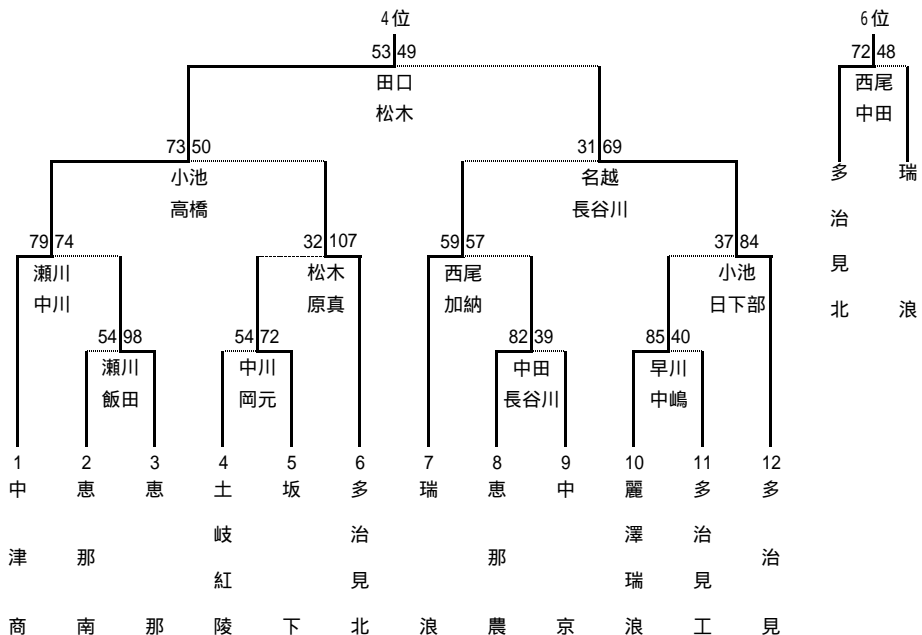 4位
6位
53 49
72 48
田口
松木
西尾
中田
73 50
31 69
小池
高橋
名越
長谷川
多治見北
瑞浪
79 74
32 107
59 57
37 84
瀬川
中川
松木
原真
西尾
加納
小池
日下部
54 98
54 72
82 39
85 40
瀬川
飯田
中川
岡元
中田
長谷川
早川
中嶋
1 2 3 4 5 6 7 8 9 10 11 12
中津商
恵那南
恵那
土岐紅陵
坂下
多治見北
瑞浪
恵那農
中京
麗澤瑞浪
多治見工
多治見